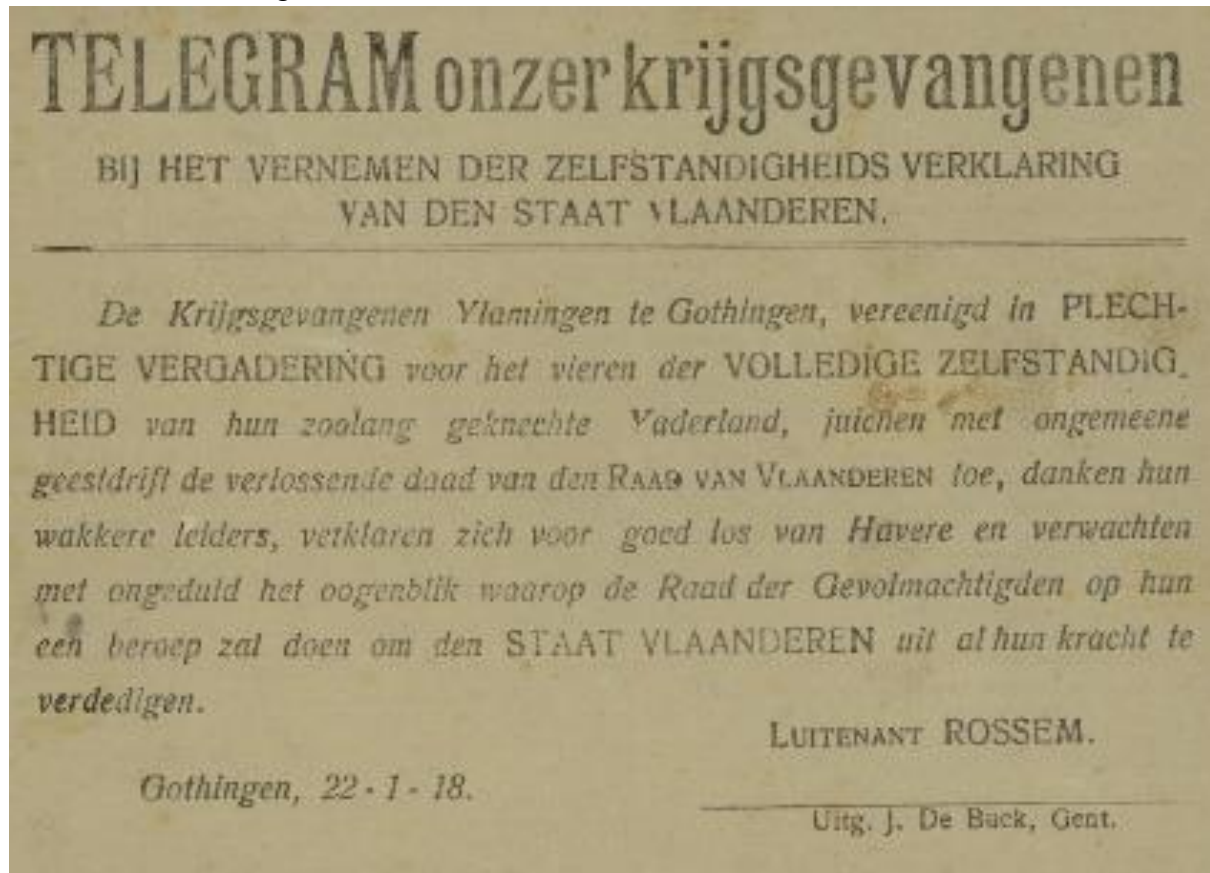 TELEGRAM onzer krijgsgevangenen
BIJ HET VERNEMEN DER ZELFSTANDIGHEIDS VERKLARING
VAN DEN STAAT VLAANDEREN.
De Krijgsgevangenen Vlamingen te Gothingen, vereenigd in PLECH-
TIGE VERGADERING voor het vieren der VOLLEDIGE ZELFSTANDIG-
HEID van hun zoolang geknechte Vaderland, juichen met ongemeene
geestdrift de verlossende daad van den RAAD VAN VLAANDEREN toe, danken hun
wakkere leiders, verklaren zich voor goed los van Havere en verwachten
met ongeduld het oogenblik waarop de Raad der Gevolmachtigden op hun
een beroep zal doen om den STAAT VLAANDEREN uit al hun kracht te
verdedigen.
LUITENANT ROSSEM.
Gothingen, 22-1-18.
Uitg. J. De Buck, Gent.